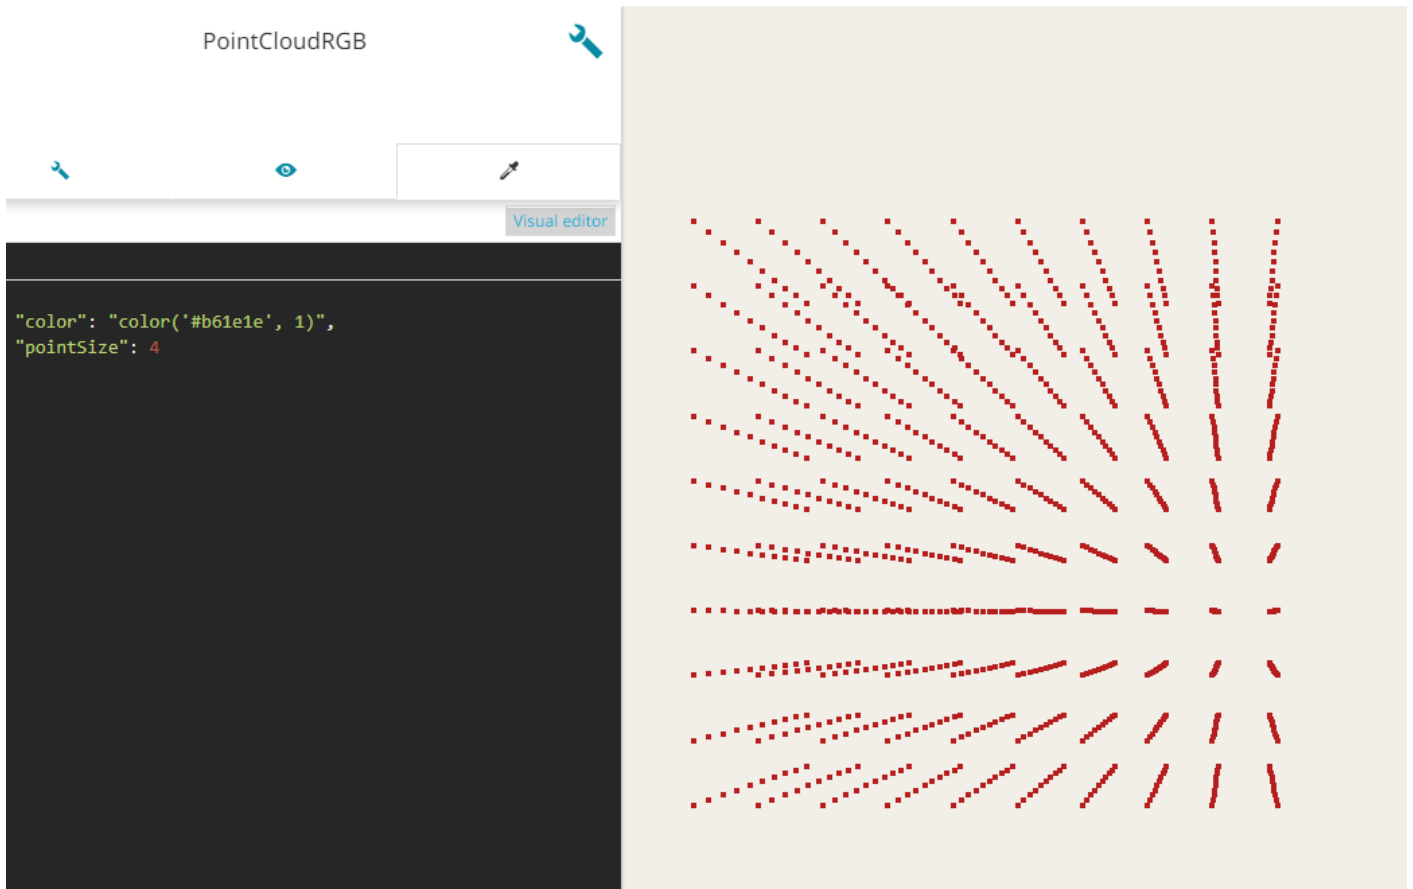 PointCloudRGB
Visual editor
"color": "color('#b61e1e', 1)",
"pointSize": 4